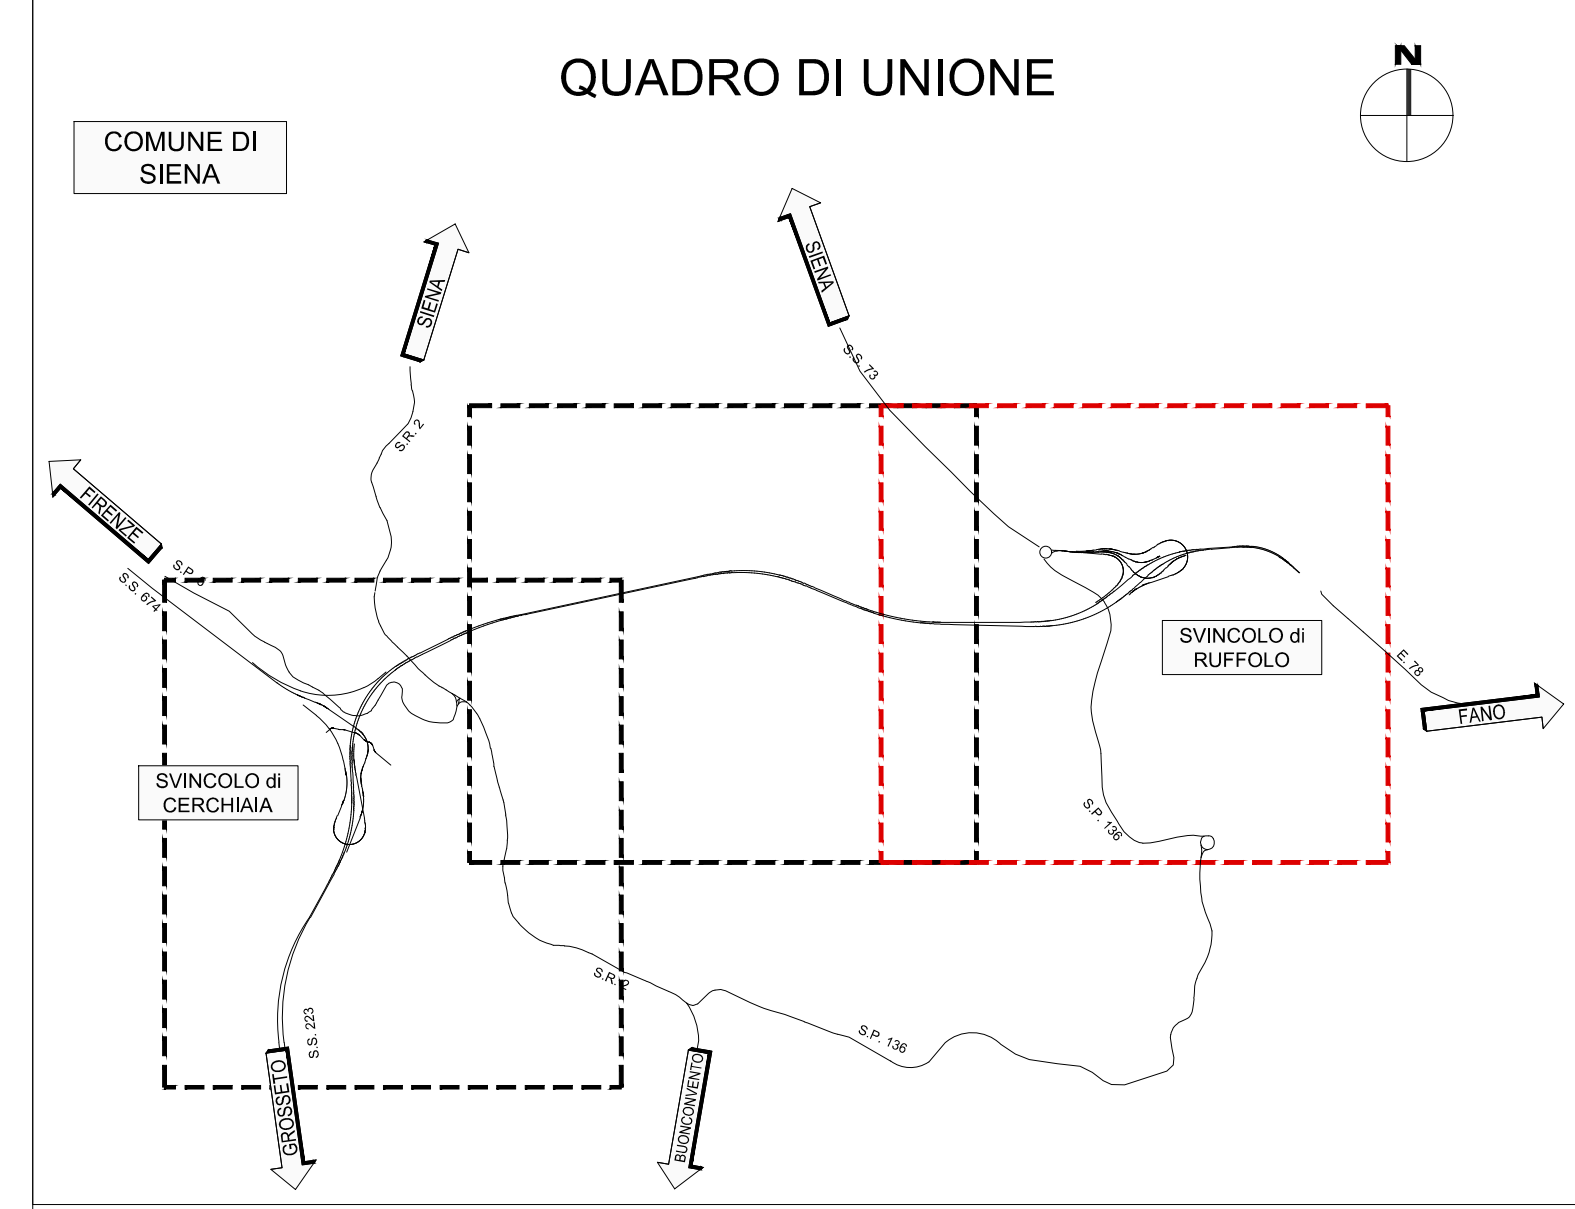 QUADRO DI UNIONE
N
COMUNE DI
SIENA
SIENA
SIENA
S.S. 73
S.R. 2
FIRENZE
S.P.
S.S. 674
SVINCOLO di
RUFFOLO
E. 78
FANO
SVINCOLO di
CERCHIAIA
S.P. 136
S.R. 2
S.S. 223
S.P. 136
GROSSETO
BUONCONVENTO